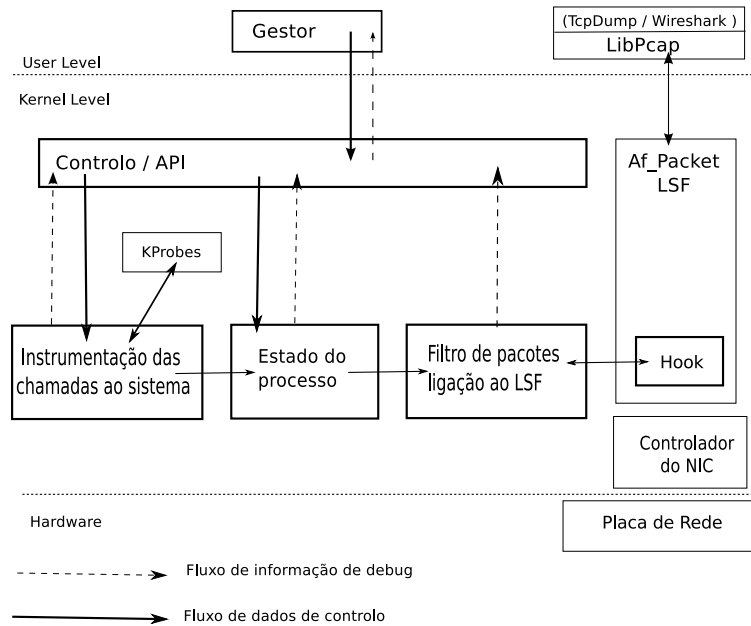 Gestor
(TcpDump / Wireshark )
LibPcap
User Level
Kernel Level
Controlo / API
Af_Packet
LSF
KProbes
Instrumentação das
chamadas ao sistema
Estado do
processo
Filtro de pacotes
ligação ao LSF
Hook
Controlador
do NIC
Hardware
Placa de Rede
Fluxo de informação de debug
Fluxo de dados de controlo